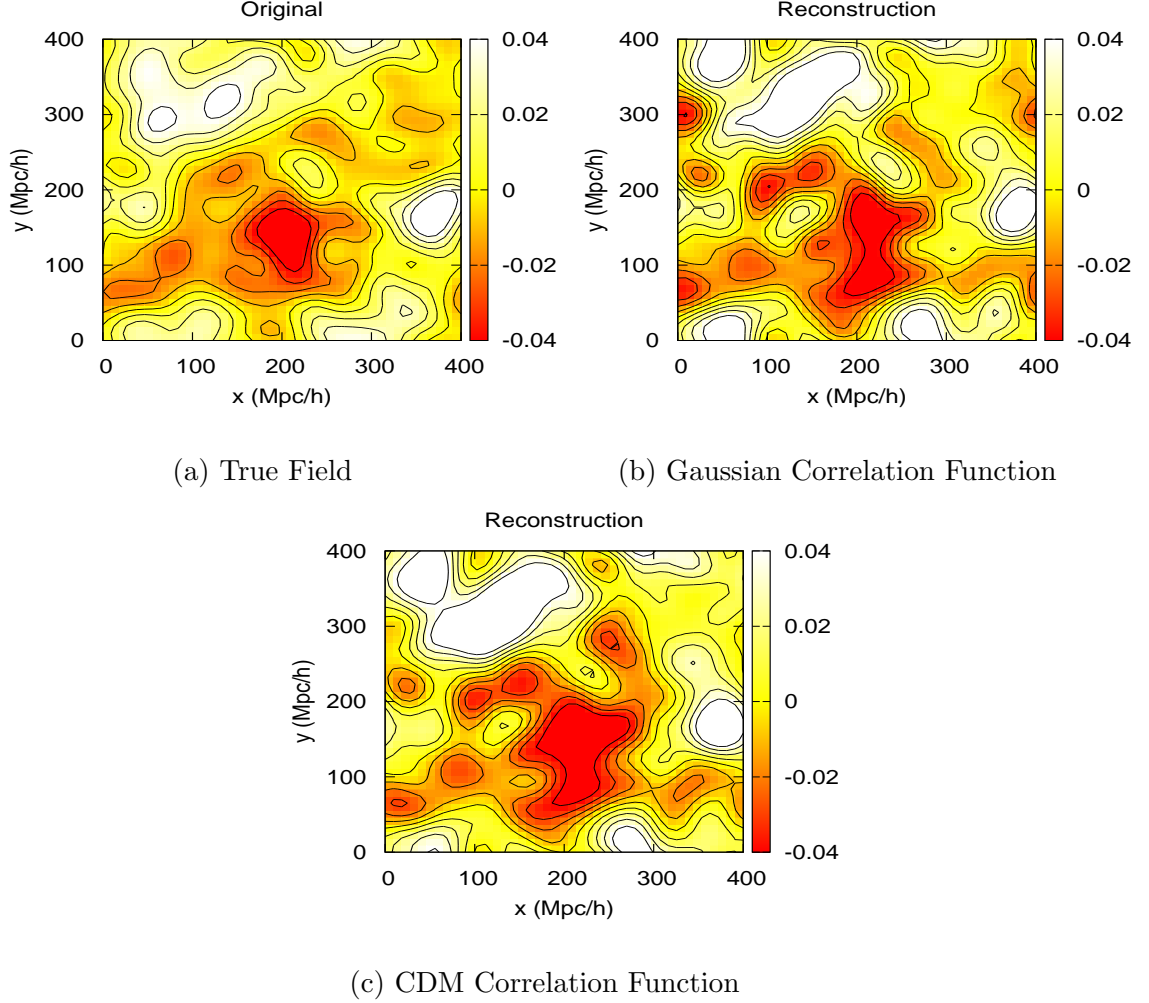 Original
400
300
200
100
0
0 100 200 300 400
y (Mpc/h)
x (Mpc/h)
0.04
0.02
0
-0.02
-0.04
(a) True Field
Reconstruction
400
300
200
100
0
0 100 200 300 400
y (Mpc/h)
x (Mpc/h)
0.04
0.02
0
-0.02
-0.04
(b) Gaussian Correlation Function
Reconstruction
400
300
200
100
0
0 100 200 300 400
y (Mpc/h)
x (Mpc/h)
0.04
0.02
0
-0.02
-0.04
(c) CDM Correlation Function